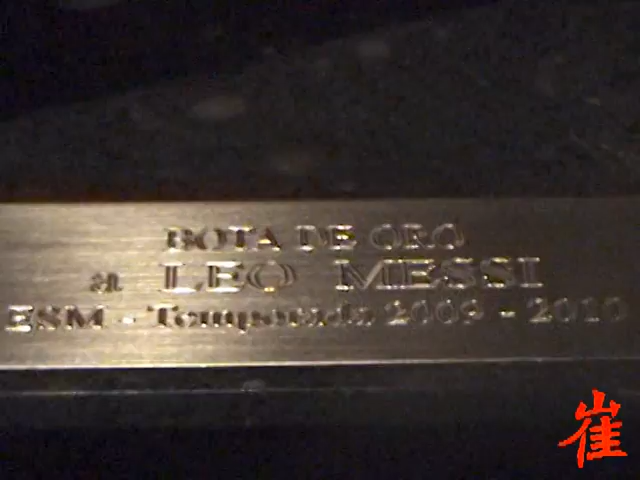 BOTA DE ORO
a LEO MESSI
ESM - Temporada 2009 - 2010
崔